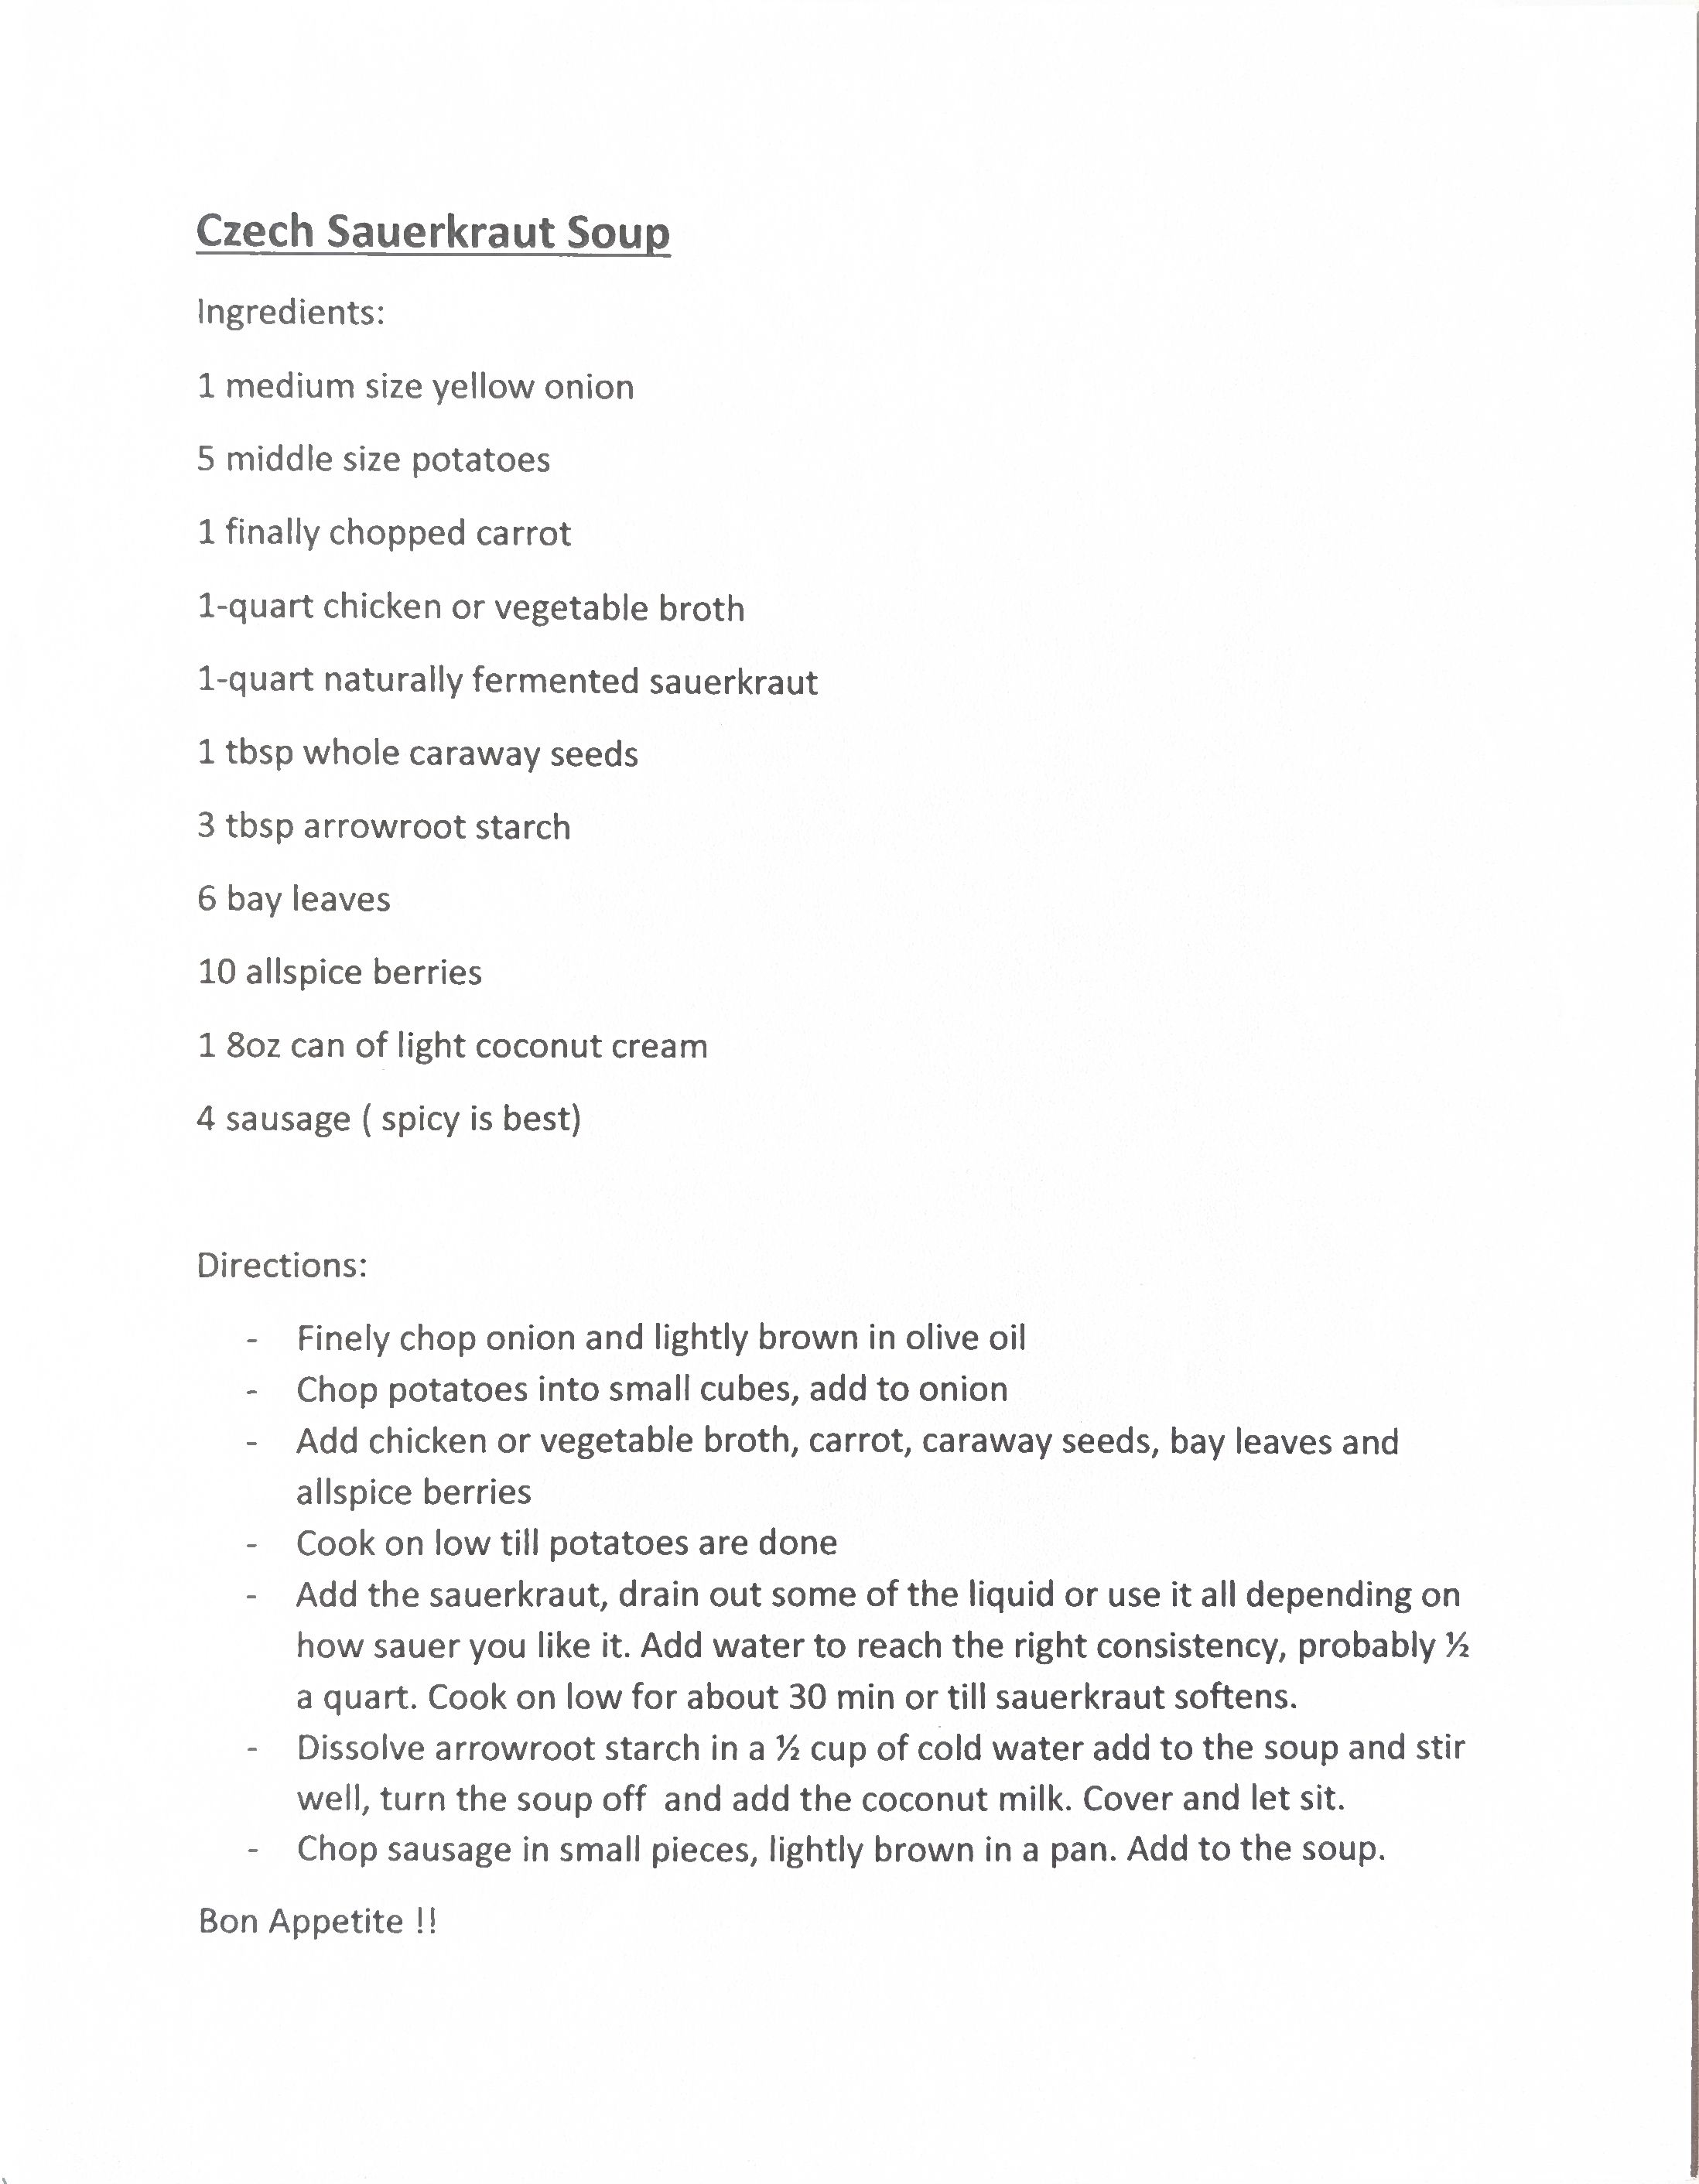 Czech Sauerkraut Soup
Ingredients:
1 medium size yellow onion
5 middle size potatoes
1 finally chopped carrot
1-quart chicken or vegetable broth
1-quart naturally fermented sauerkraut
1 tbsp whole caraway seeds
3 tbsp arrowroot starch
6 bay leaves
10 allspice berries
1 8oz can of light coconut cream
4 sausage ( spicy is best)
Directions:
- Finely chop onion and lightly brown in olive oil
- Chop potatoes into small cubes, add to onion
- Add chicken or vegetable broth, carrot, caraway seeds, bay leaves and
allspice berries
- Cook on low till potatoes are done
- Add the sauerkraut, drain out some of the liquid or use it all depending on
how sauer you like it. Add water to reach the right consistency, probably ½
a quart. Cook on low for about 30 min or till sauerkraut softens.
- Dissolve arrowroot starch in a ½ cup of cold water add to the soup and stir
well, turn the soup off  and add the coconut milk. Cover and let sit.
- Chop sausage in small pieces, lightly brown in a pan. Add to the soup.
Bon Appetite !!